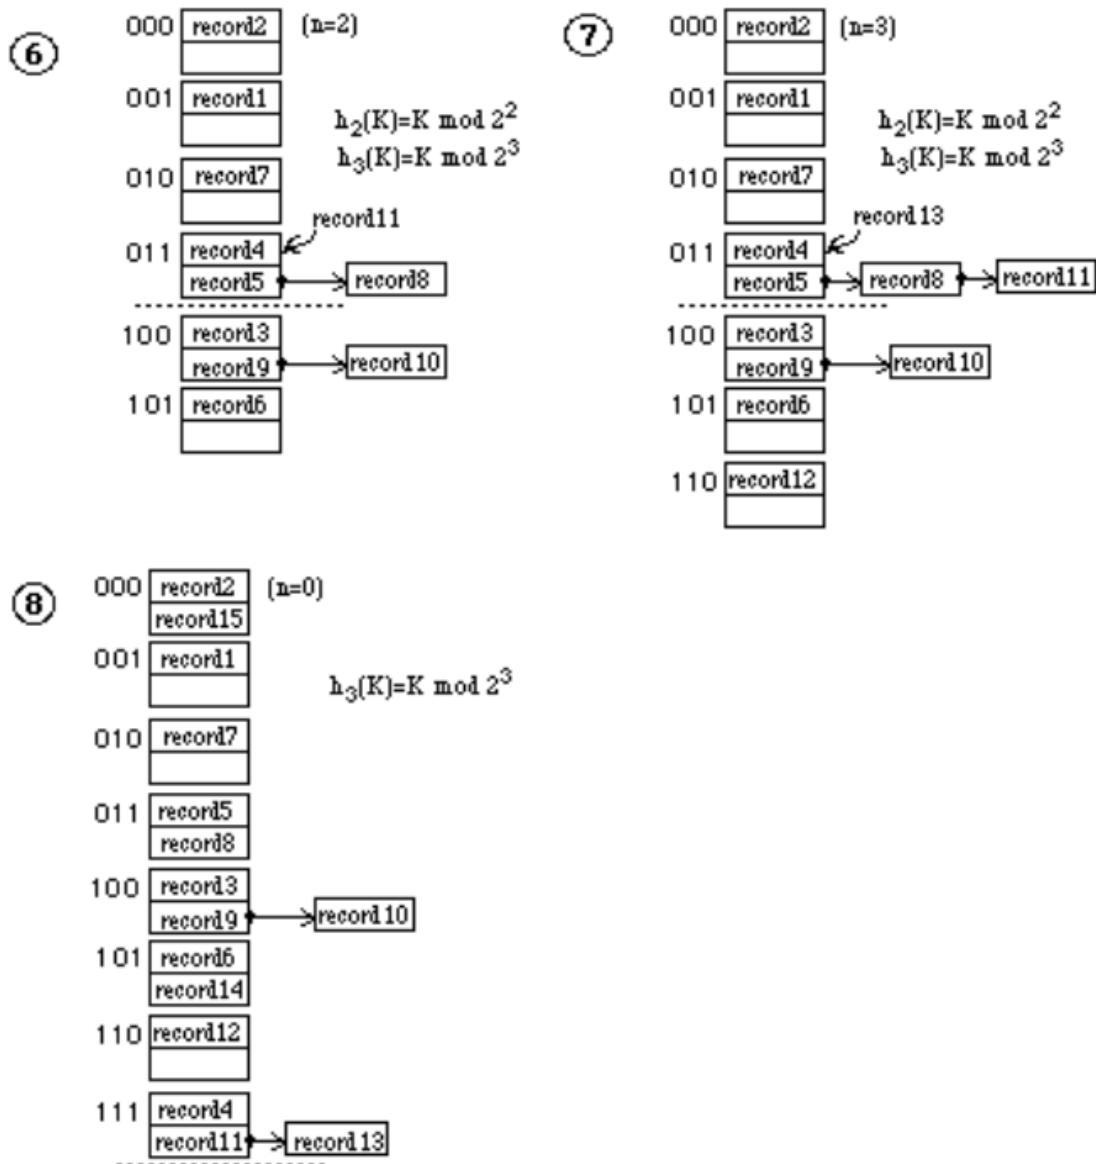 6
000 record2 (n=2)
001 record1
h2(K)=K mod 2^2
h3(K)=K mod 2^3
010 record7
record11
011 record4
record5 record8
100 record3
record9 record10
101 record6
7
000 record2 (n=3)
001 record1
h2(K)=K mod 2^2
h3(K)=K mod 2^3
010 record7
record13
011 record4
record5 record8 record11
100 record3
record9 record10
101 record6
110 record12
8
000 record2 (n=0)
record15
001 record1
h3(K)=K mod 2^3
010 record7
011 record5
record8
100 record3
record9 record10
101 record6
record14
110 record12
111 record4
record11 record13